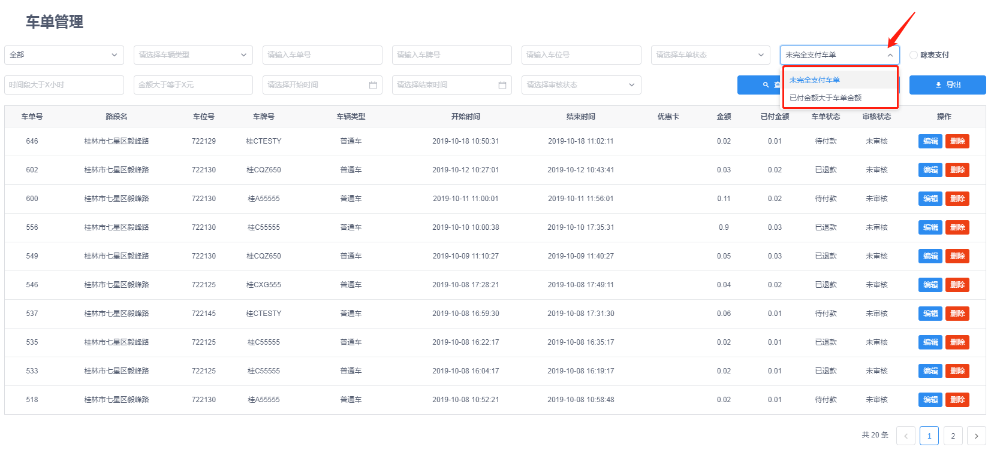 车单管理
全部 请选择车辆类型 请输入车单号 请输入车牌号 请输入车位号 请选择车单状态 未完全支付车单 咪表支付
时间段大于X小时 金额大于等于X元 请选择开始时间 请选择结束时间 请选择审核状态 查 导出
未完全支付车单
已付金额大于车单金额
车单号 路段名 车位号 车牌号 车辆类型 开始时间 结束时间 优惠卡 金额 已付金额 车单状态 审核状态 操作
646 桂林市七星区毅峰路 722129 桂CTESTY 普通车 2019-10-18 10:50:31 2019-10-18 11:02:11 0.02 0.01 待付款 未审核 编辑 删除
602 桂林市七星区毅峰路 722130 桂CQZ650 普通车 2019-10-12 10:27:01 2019-10-12 10:43:41 0.03 0.02 已退款 未审核 编辑 删除
600 桂林市七星区毅峰路 722130 桂A55555 普通车 2019-10-11 11:00:01 2019-10-11 11:56:01 0.11 0.02 待付款 未审核 编辑 删除
556 桂林市七星区毅峰路 722130 桂C55555 普通车 2019-10-10 10:00:38 2019-10-10 17:35:31 0.9 0.03 已退款 未审核 编辑 删除
549 桂林市七星区毅峰路 722130 桂CQZ650 普通车 2019-10-09 11:10:27 2019-10-09 11:40:27 0.05 0.03 已退款 未审核 编辑 删除
546 桂林市七星区毅峰路 722125 桂CXG555 普通车 2019-10-08 17:28:21 2019-10-08 17:49:11 0.04 0.02 已退款 未审核 编辑 删除
537 桂林市七星区毅峰路 722145 桂CTESTY 普通车 2019-10-08 16:59:30 2019-10-08 17:31:30 0.06 0.01 待付款 未审核 编辑 删除
535 桂林市七星区毅峰路 722125 桂C55555 普通车 2019-10-08 16:22:17 2019-10-08 16:35:17 0.02 0.01 已退款 未审核 编辑 删除
533 桂林市七星区毅峰路 722125 桂C55555 普通车 2019-10-08 16:04:17 2019-10-08 16:19:17 0.02 0.01 已退款 未审核 编辑 删除
518 桂林市七星区毅峰路 722130 桂A55555 普通车 2019-10-08 10:52:21 2019-10-08 10:58:48 0.02 0.01 待付款 未审核 编辑 删除
共 20 条 1 2